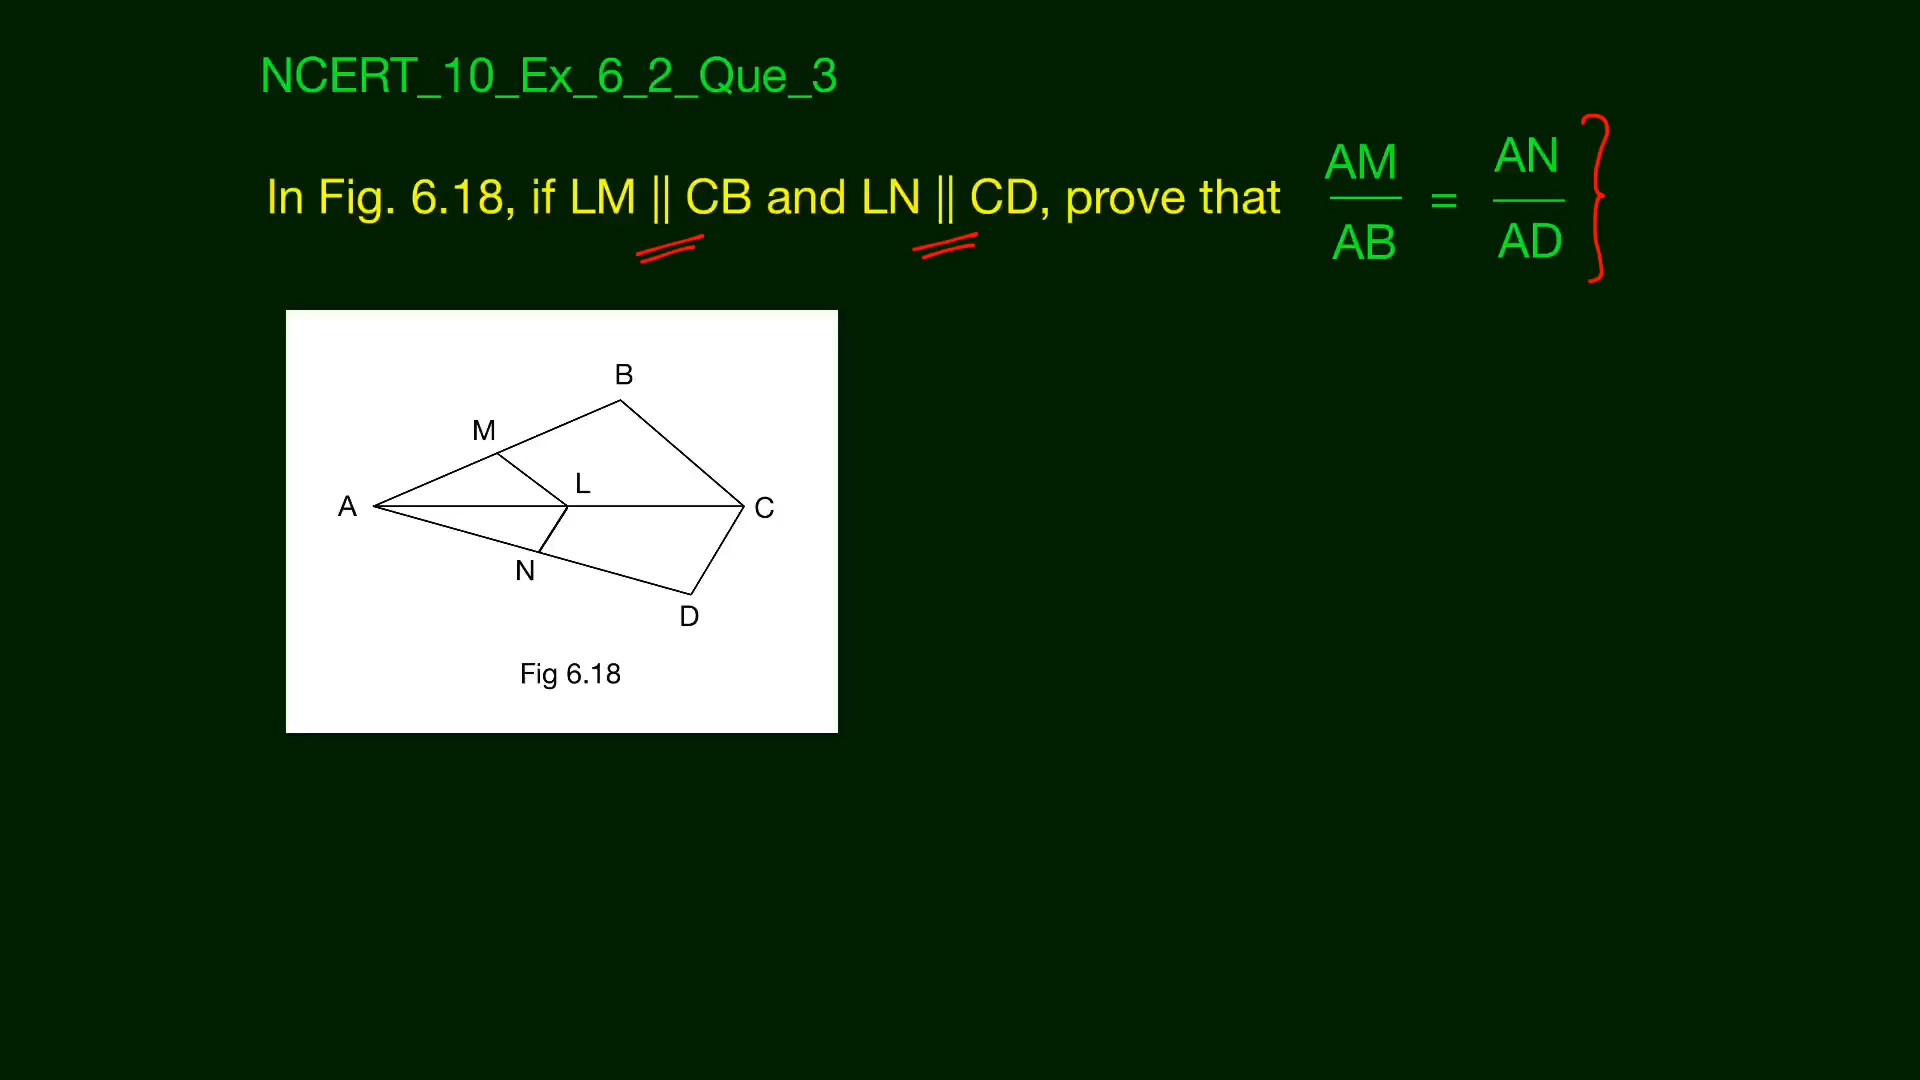 NCERT_10_Ex_6_2_Que_3
In Fig. 6.18, if LM || CB and LN || CD, prove that AM/AB = AN/AD
B
M
L
A
C
N
D
Fig 6.18